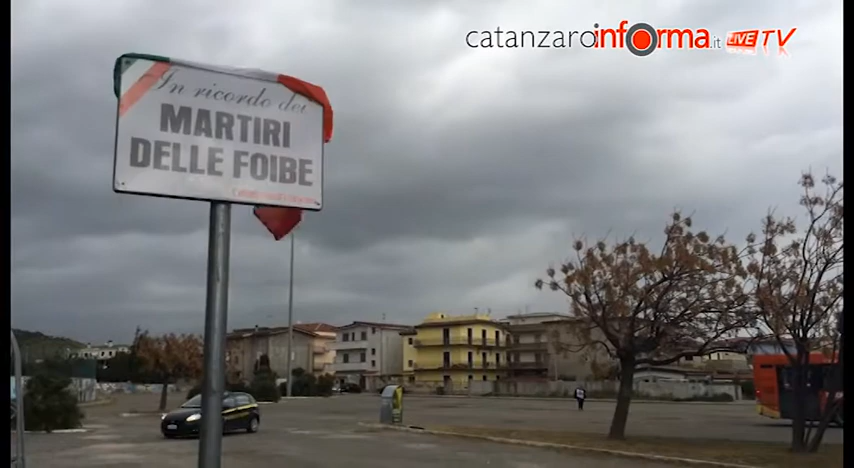 catanzaroinforma.it LIVE TV
In ricordo dei
MARTIRI
DELLE FOIBE